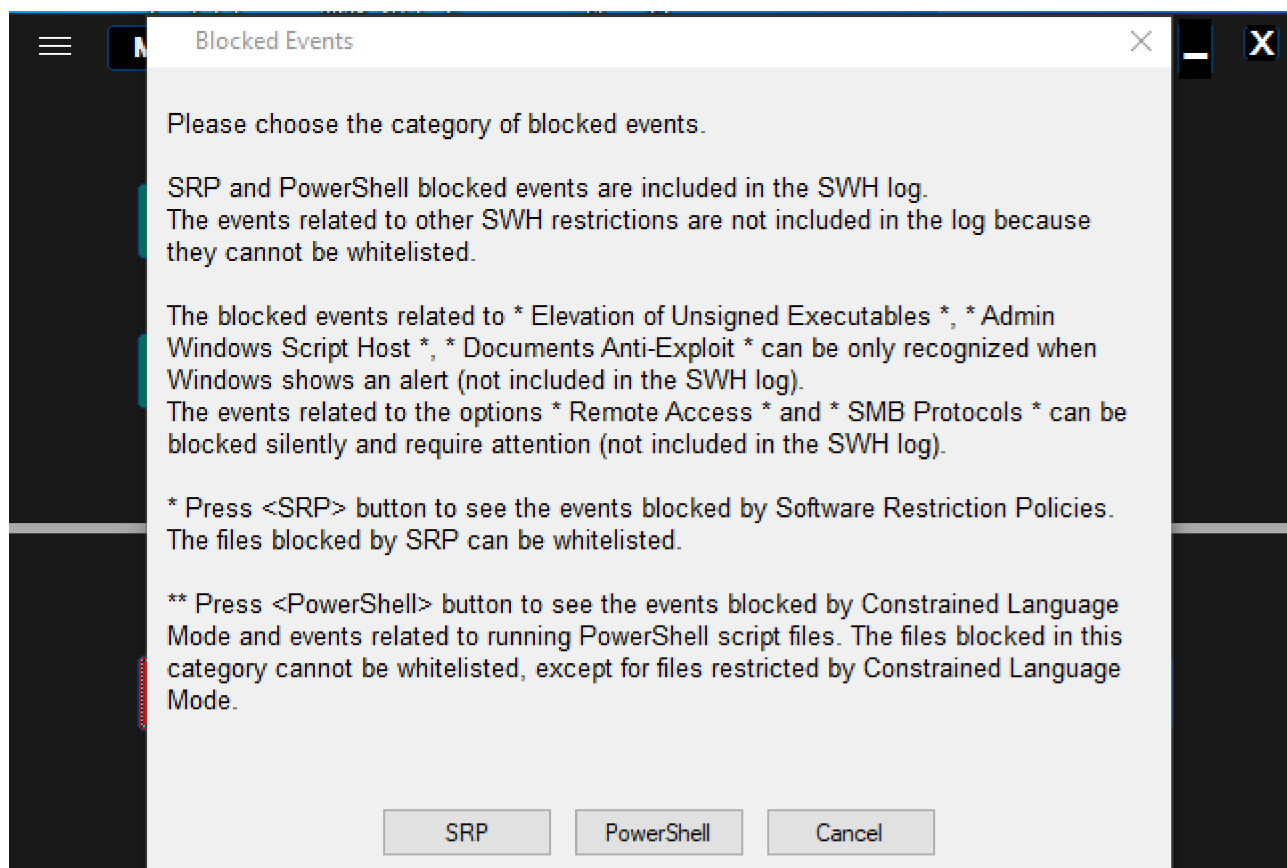 M
Blocked Events
X
Please choose the category of blocked events.
SRP and PowerShell blocked events are included in the SWH log.
The events related to other SWH restrictions are not included in the log because
they cannot be whitelisted.
The blocked events related to * Elevation of Unsigned Executables *, * Admin
Windows Script Host *, * Documents Anti-Exploit * can be only recognized when
Windows shows an alert (not included in the SWH log).
The events related to the options * Remote Access * and * SMB Protocols * can be
blocked silently and require attention (not included in the SWH log).
* Press <SRP> button to see the events blocked by Software Restriction Policies.
The files blocked by SRP can be whitelisted.
** Press <PowerShell> button to see the events blocked by Constrained Language
Mode and events related to running PowerShell script files. The files blocked in this
category cannot be whitelisted, except for files restricted by Constrained Language
Mode.
SRP PowerShell Cancel